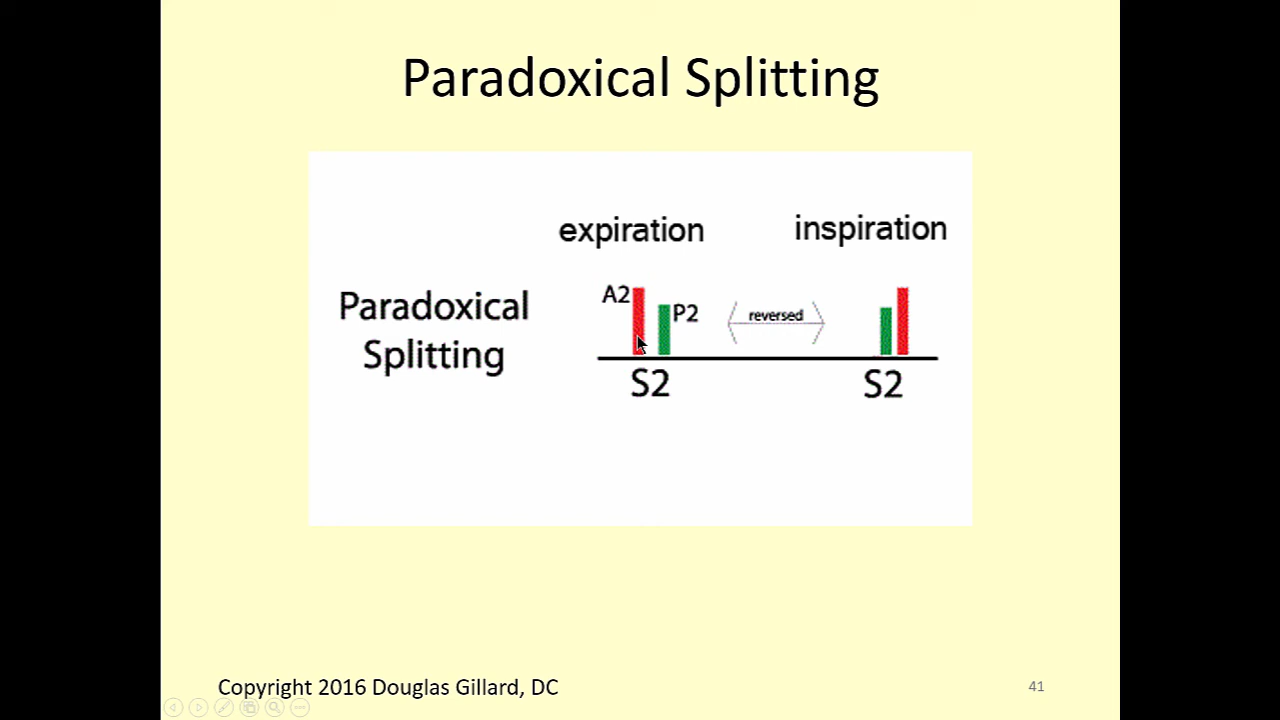 Paradoxical Splitting
expiration
inspiration
Paradoxical
Splitting
A2
P2
reversed
S2
S2
Copyright 2016 Douglas Gillard, DC
41